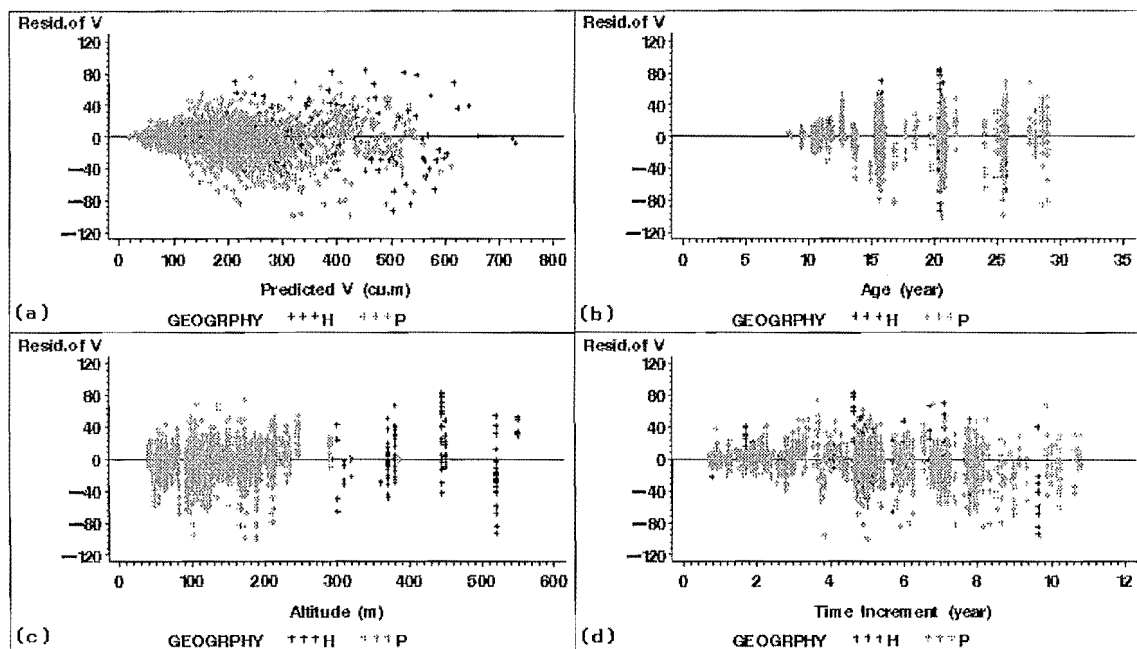 Resid.of V
120
80
40
0
−40
−80
−120
0 100 200 300 400 500 600 700 800
Predicted V (cu.m)
(a)
GEOGRPHY +++H +++P
Resid.of V
120
80
40
0
−40
−80
−120
0 5 10 15 20 25 30 35
Age (year)
(b)
GEOGRPHY +++H +++P
Resid.of V
120
80
40
0
−40
−80
−120
0 100 200 300 400 500 600
Altitude (m)
(c)
GEOGRPHY +++H +++P
Resid.of V
120
80
40
0
−40
−80
−120
0 2 4 6 8 10 12
Time Increment (year)
(d)
GEOGRPHY +++H +++P